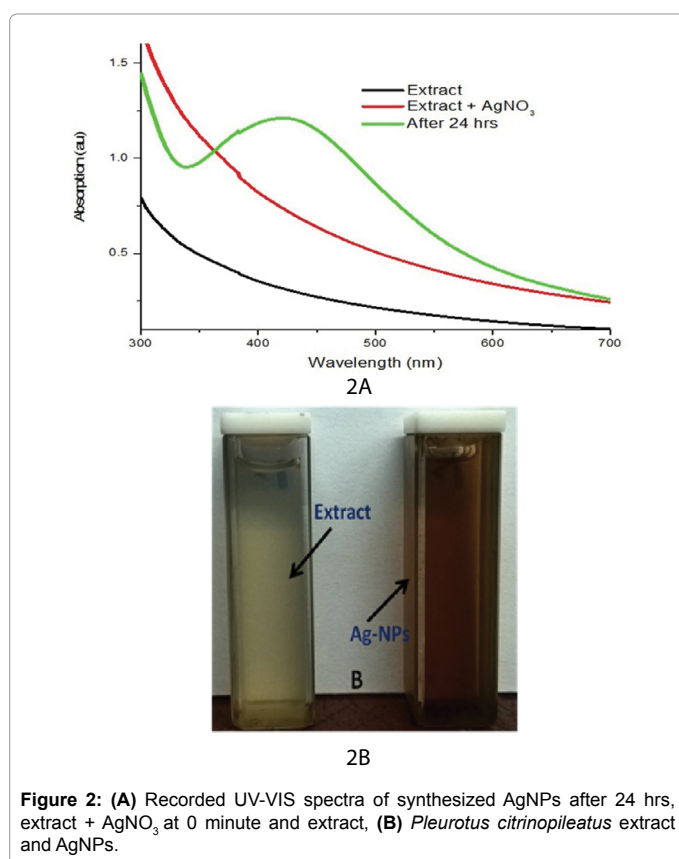 1.5
1.0
0.5
Absorption (au)
Extract
Extract + AgNO₃
After 24 hrs
300 400 500 600 700
Wavelength (nm)
2A
Extract
Ag-NPs
B
2B
Figure 2: (A) Recorded UV-VIS spectra of synthesized AgNPs after 24 hrs,
extract + AgNO₃ at 0 minute and extract, (B) Pleurotus citrinopileatus extract
and AgNPs.